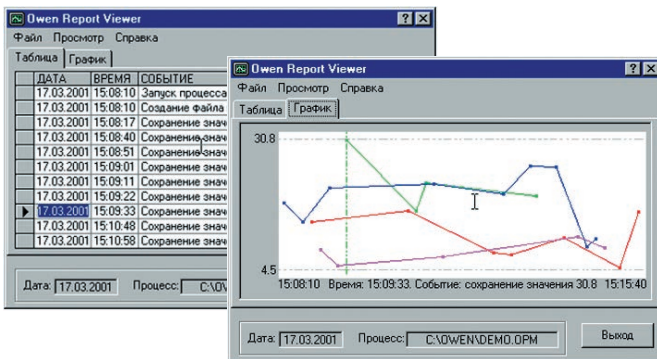 Owen Report Viewer
Файл Просмотр Справка
Таблица График
ДАТА ВРЕМЯ СОБЫТИЕ
17.03.2001 15:08:10 Запуск процесса
17.03.2001 15:08:10 Создание файла
17.03.2001 15:08:17 Сохранение знач
17.03.2001 15:08:40 Сохранение знач
17.03.2001 15:08:51 Сохранение знач
17.03.2001 15:09:01 Сохранение знач
17.03.2001 15:09:11 Сохранение знач
17.03.2001 15:09:22 Сохранение знач
17.03.2001 15:09:33 Сохранение знач
17.03.2001 15:10:48 Сохранение знач
17.03.2001 15:10:58 Сохранение знач
Дата: 17.03.2001 Процесс: C:\OV
Owen Report Viewer
Файл Просмотр Справка
Таблица График
30.8
4.5
15:08:10 Время: 15:09:33. Событие: сохранение значения 30.8 15:15:40
Дата: 17.03.2001 Процесс: C:\OWEN\DEMO.OPM Выход